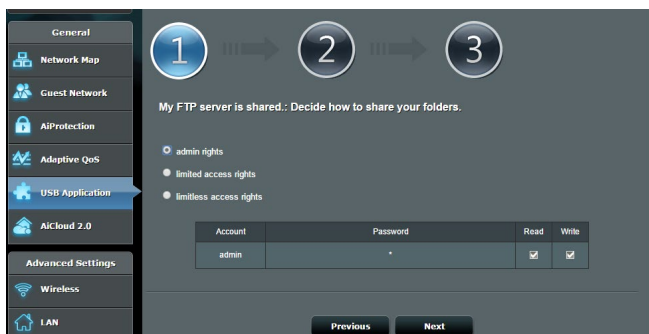 General
Network Map
Guest Network
AiProtection
Adaptive QoS
USB Application
AiCloud 2.0
Advanced Settings
Wireless
LAN
1 2 3
My FTP server is shared.: Decide how to share your folders.
admin rights
limited access rights
limitless access rights
Account Password Read Write
admin *
Previous Next